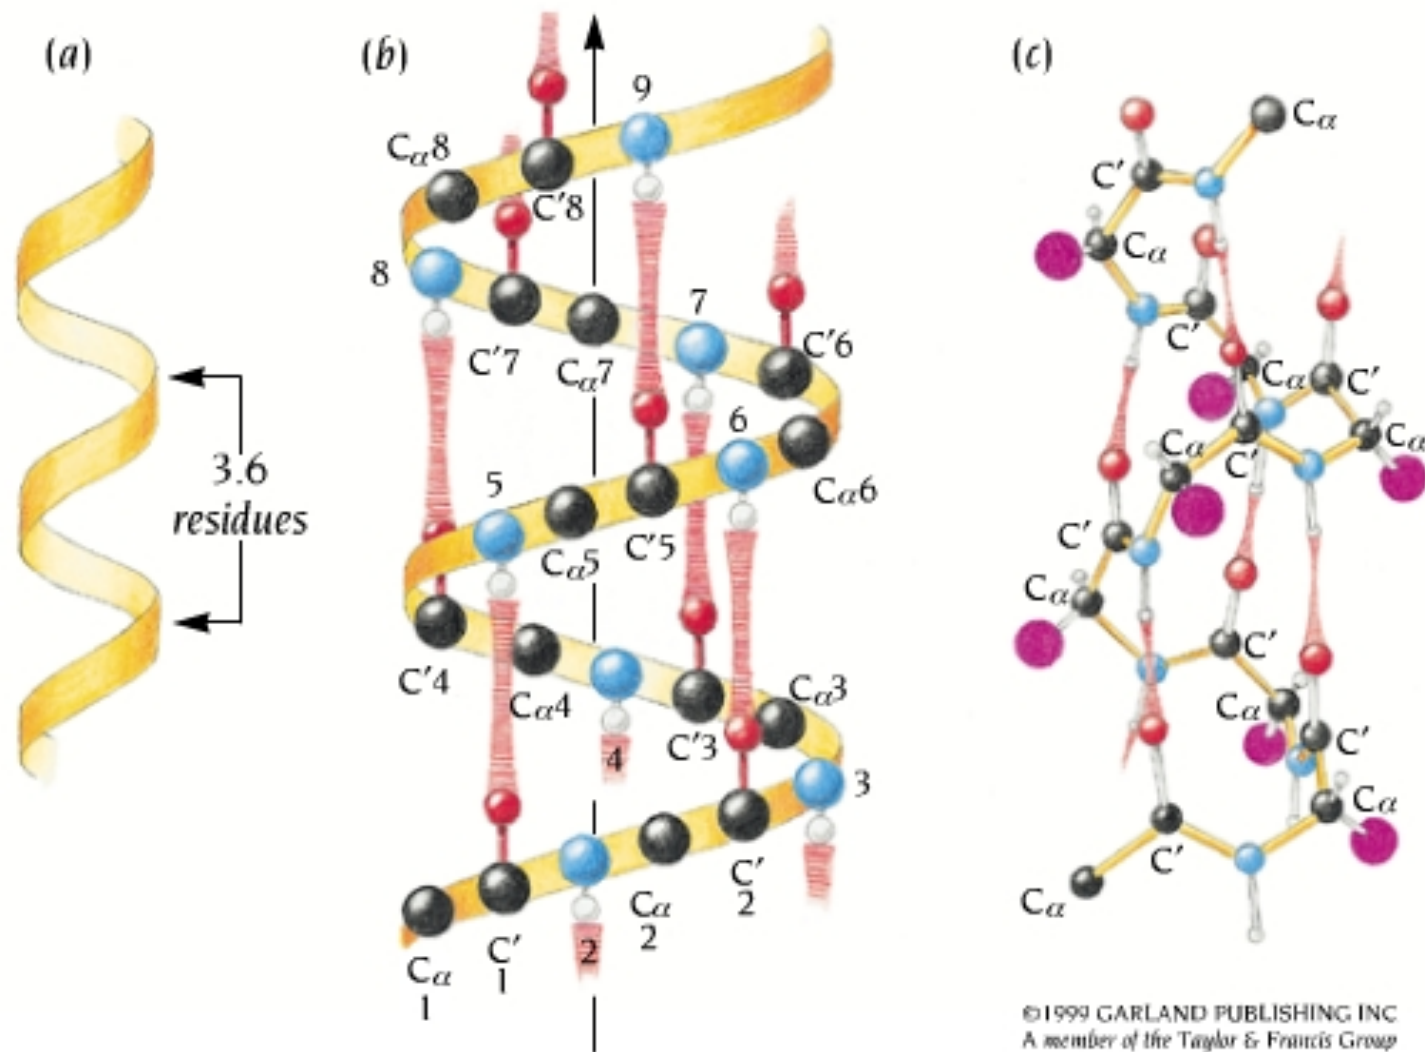 (a)
3.6
residues
(b)
9
Cα8
C′8
8
7
C′7
Cα7
C′6
6
5
Cα6
Cα5
C′5
C′4
Cα4
Cα3
C′3
4
3
C′
2
Cα
2
2
C′
1
Cα
1
(c)
Cα
C′
Cα
C′
Cα
C′
Cα
Cα
C′
C′
Cα
C′
Cα
C′
Cα
C′
Cα
©1999 GARLAND PUBLISHING INC
A member of the Taylor & Francis Group